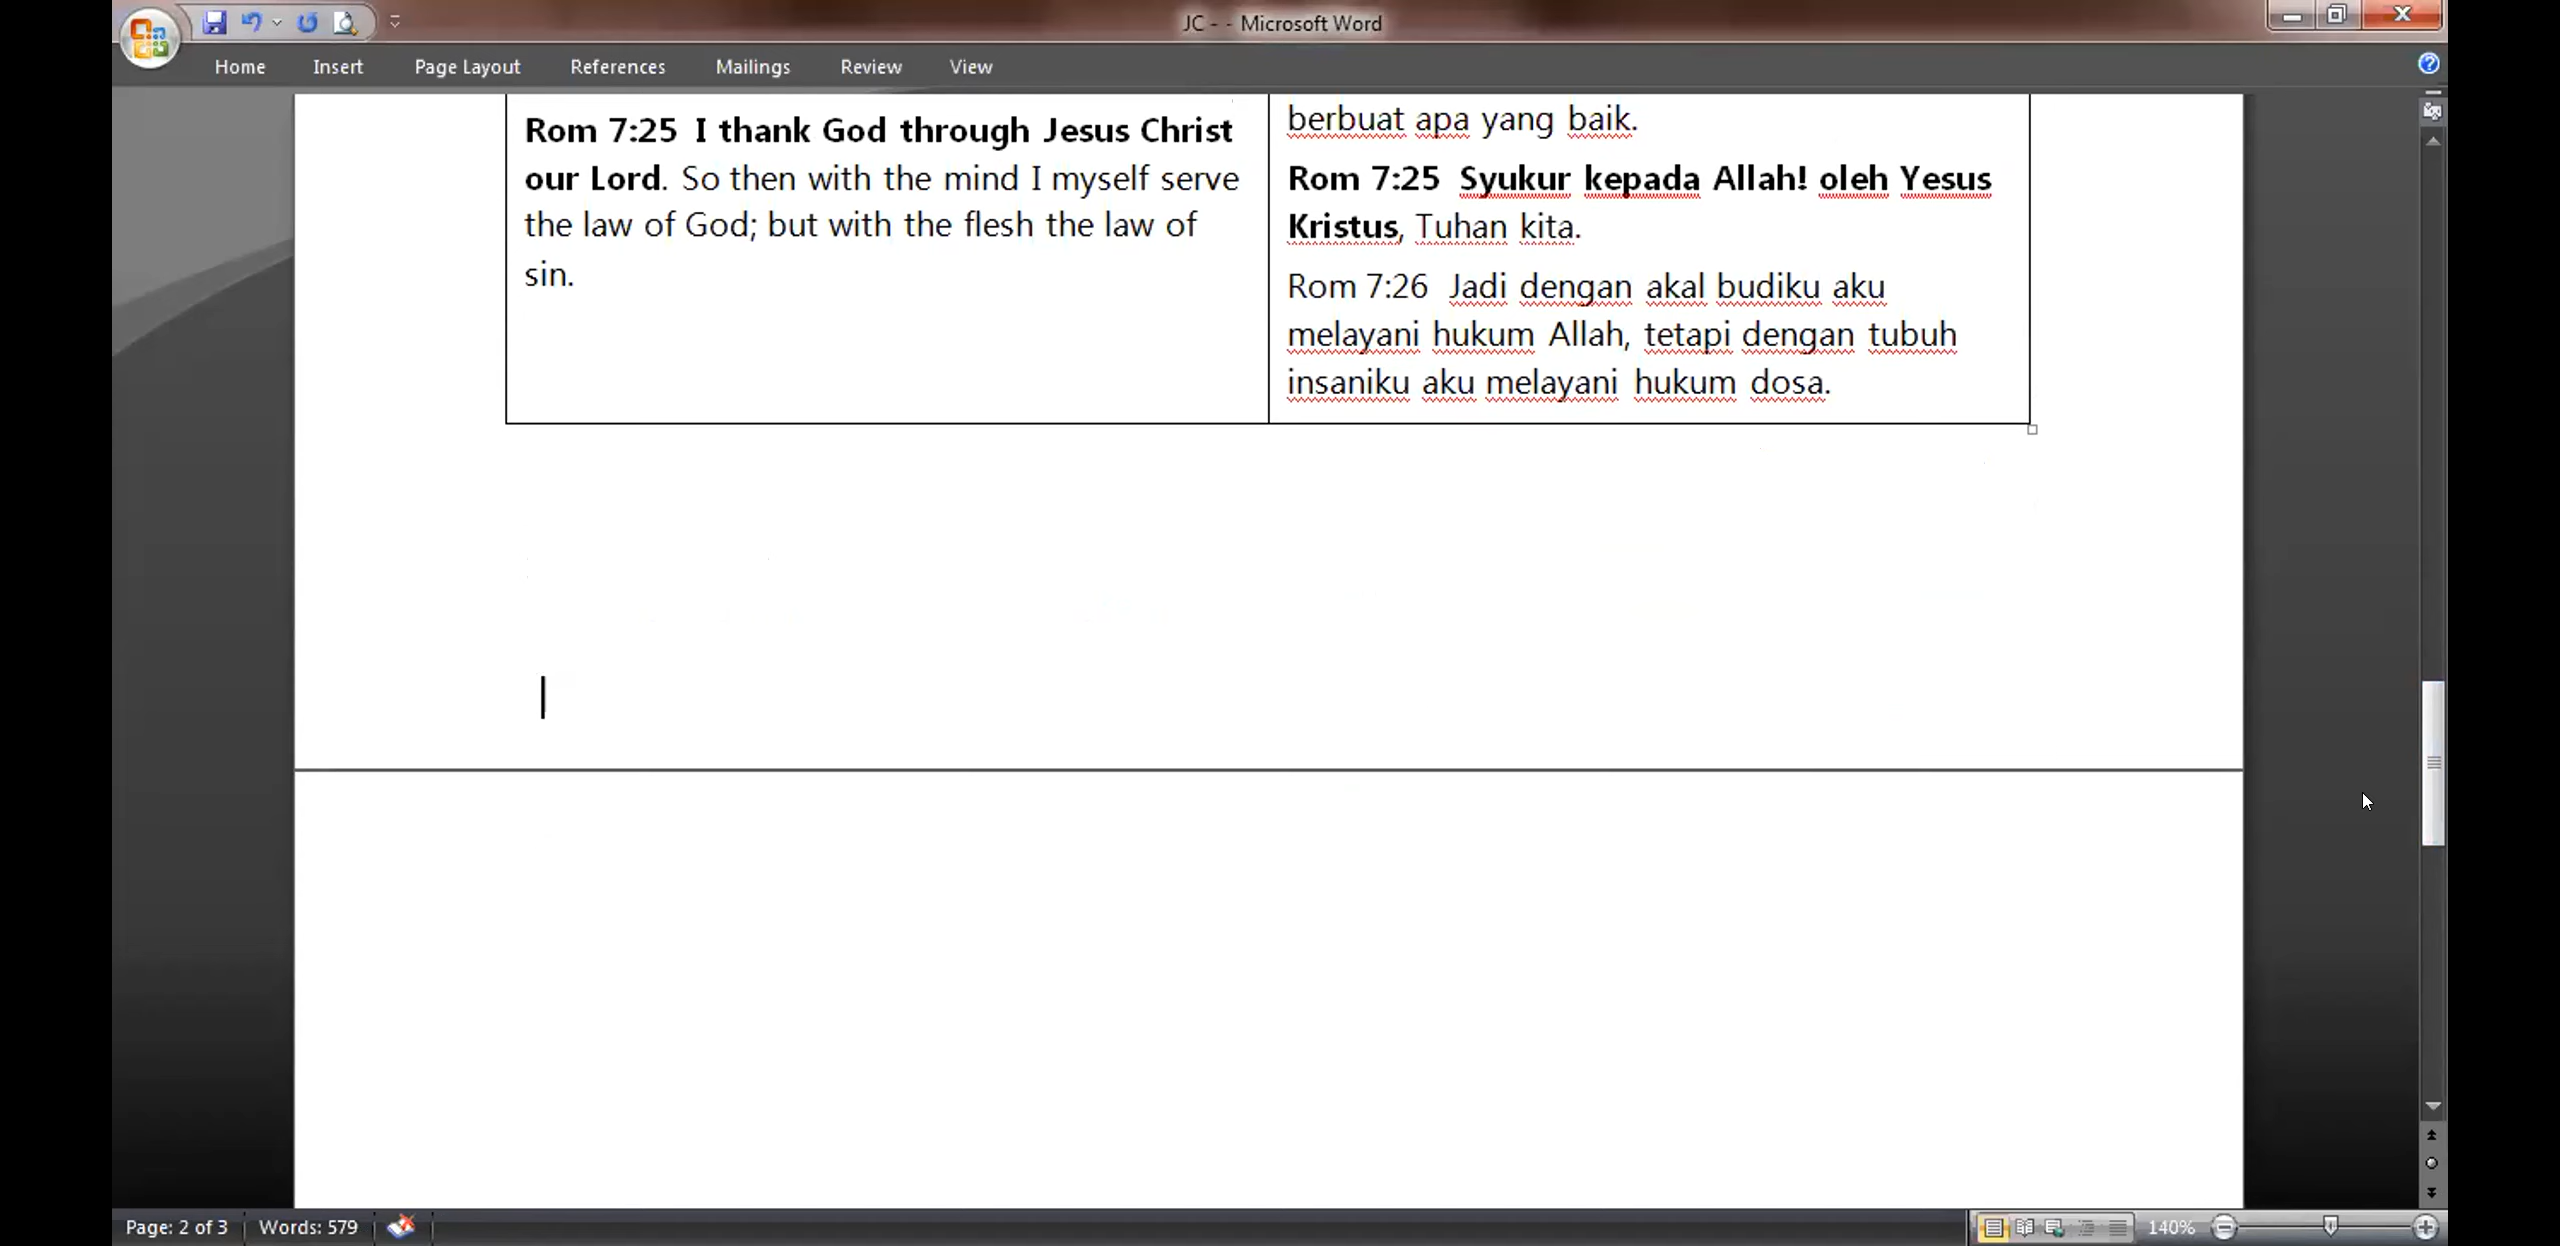 JC - - Microsoft Word
Home Insert Page Layout References Mailings Review View
Rom 7:25 I thank God through Jesus Christ
our Lord. So then with the mind I myself serve
the law of God; but with the flesh the law of
sin.
berbuat apa yang baik.
Rom 7:25 Syukur kepada Allah! oleh Yesus
Kristus, Tuhan kita.
Rom 7:26 Jadi dengan akal budiku aku
melayani hukum Allah, tetapi dengan tubuh
insaniku aku melayani hukum dosa.
Page: 2 of 3 Words: 579 140%